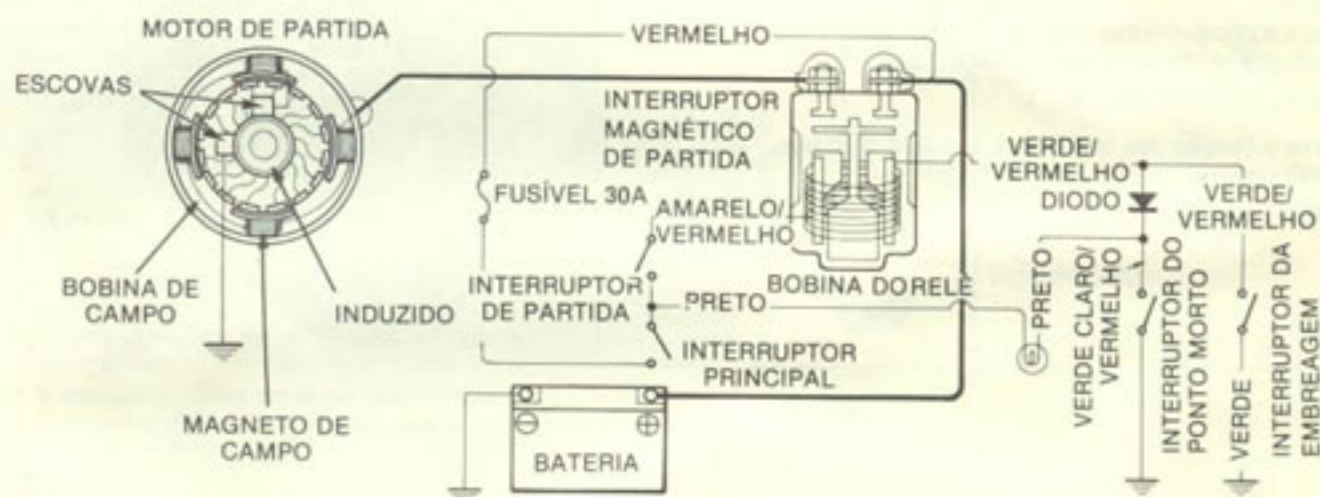 MOTOR DE PARTIDA
ESCOVAS
BOBINA DE
CAMPO
INDUZIDO
MAGNETO DE
CAMPO
VERMELHO
INTERRUPTOR
MAGNÉTICO
DE PARTIDA
FUSÍVEL 30A
AMARELO/
VERMELHO
BOBINA DO RELÉ
INTERRUPTOR
DE PARTIDA
PRETO
INTERRUPTOR
PRINCIPAL
BATERIA
VERDE/
VERMELHO
DIODO
VERDE/
VERMELHO
PRETO
VERDE CLARO/
VERMELHO
INTERRUPTOR DO
PONTO MORTO
VERDE
INTERRUPTOR DA
EMBREAGEM